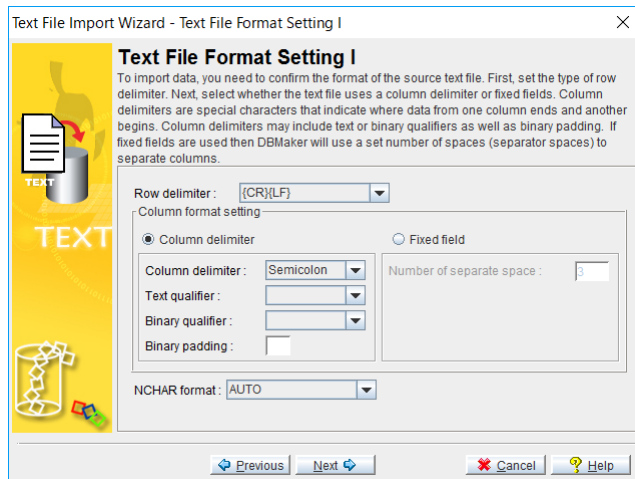 Text File Import Wizard - Text File Format Setting I
Text File Format Setting I
To import data, you need to confirm the format of the source text file. First, set the type of row
delimiter. Next, select whether the text file uses a column delimiter or fixed fields. Column
delimiters are special characters that indicate where data from one column ends and another
begins. Column delimiters may include text or binary qualifiers as well as binary padding. If
fixed fields are used then DBMaker will use a set number of spaces (separator spaces) to
separate columns.
TEXT
TEXT
Row delimiter : {CR}{LF}
Column format setting
Column delimiter Fixed field
Column delimiter : Semicolon Number of separate space : 3
Text qualifier :
Binary qualifier :
Binary padding :
NCHAR format : AUTO
Previous Next Cancel Help